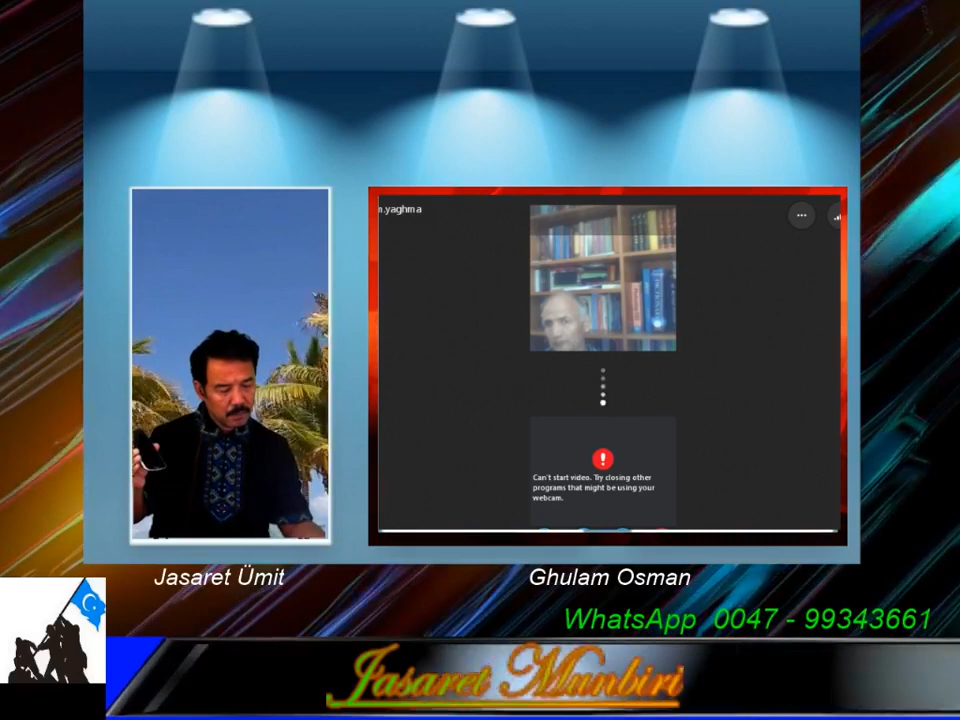 m.yaghma
Can't start video. Try closing other
programs that might be using your
webcam.
Jasaret Ümit
Ghulam Osman
WhatsApp 0047 - 99343661
Jasaret Munbiri